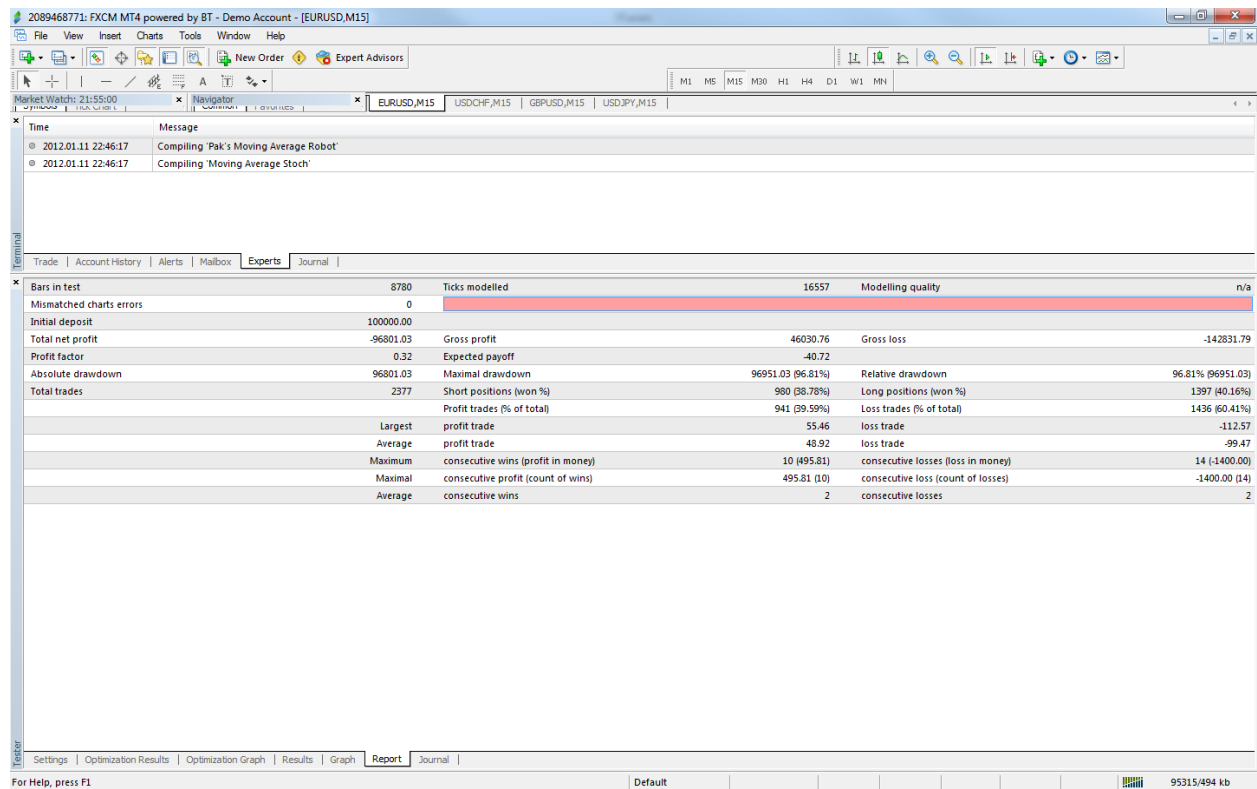 2089468771: FXCM MT4 powered by BT - Demo Account - [EURUSD,M15]
File View Insert Charts Tools Window Help
New Order Expert Advisors
A T M1 M5 M15 M30 H1 H4 D1 W1 MN
Market Watch: 21:55:00 Navigator EURUSD,M15 USDCHF,M15 GBPUSD,M15 USDJPY,M15
Symbols Tick Chart Common Favorites
Time Message
2012.01.11 22:46:17 Compiling 'Pak's Moving Average Robot'
2012.01.11 22:46:17 Compiling 'Moving Average Stoch'
Terminal
Trade Account History Alerts Mailbox Experts Journal
Bars in test 8780 Ticks modelled 16557 Modelling quality n/a
Mismatched charts errors 0
Initial deposit 100000.00
Total net profit -96801.03 Gross profit 46030.76 Gross loss -142831.79
Profit factor 0.32 Expected payoff -40.72
Absolute drawdown 96801.03 Maximal drawdown 96951.03 (96.81%) Relative drawdown 96.81% (96951.03)
Total trades 2377 Short positions (won %) 980 (38.78%) Long positions (won %) 1397 (40.16%)
Profit trades (% of total) 941 (39.59%) Loss trades (% of total) 1436 (60.41%)
Largest profit trade 55.46 loss trade -112.57
Average profit trade 48.92 loss trade -99.47
Maximum consecutive wins (profit in money) 10 (495.81) consecutive losses (loss in money) 14 (-1400.00)
Maximal consecutive profit (count of wins) 495.81 (10) consecutive loss (count of losses) -1400.00 (14)
Average consecutive wins 2 consecutive losses 2
Tester
Settings Optimization Results Optimization Graph Results Graph Report Journal
For Help, press F1 Default 95315/494 kb